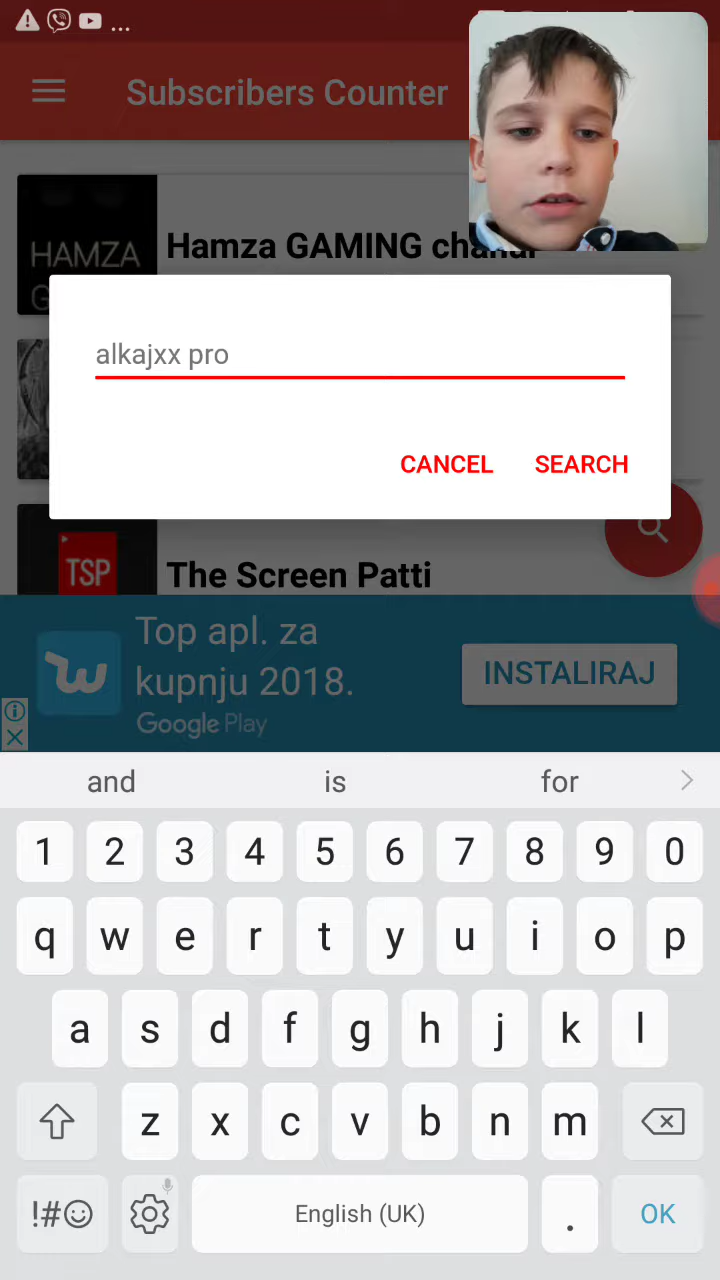 ...
Subscribers Counter
HAMZA
G
Hamza GAMING
alkajxx pro
CANCEL
SEARCH
TSP
The Screen Patti
Top apl. za
kupnju 2018.
Google Play
INSTALIRAJ
and is for
1 2 3 4 5 6 7 8 9 0
q w e r t y u i o p
a s d f g h j k l
z x c v b n m
!# English (UK) . OK